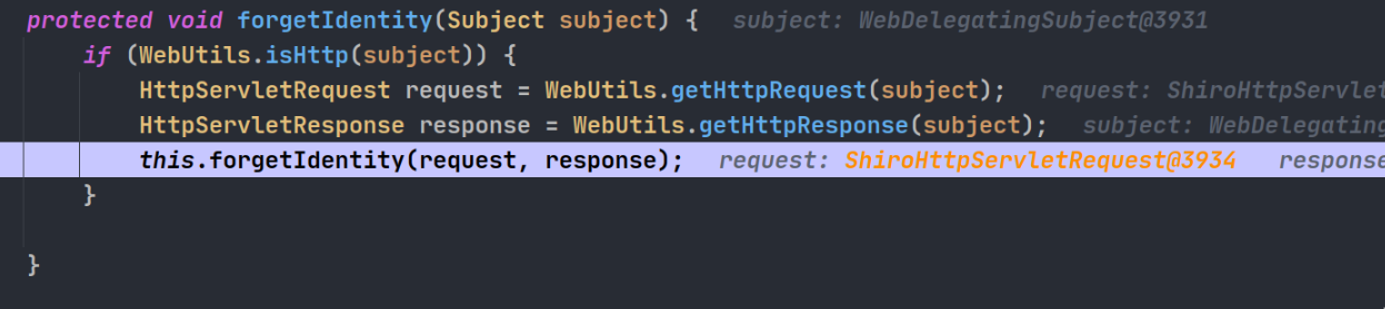 protected void forgetIdentity(Subject subject) { subject: WebDelegatingSubject@3931
if (WebUtils.isHttp(subject)) {
HttpServletRequest request = WebUtils.getHttpRequest(subject); request: ShiroHttpServlet
HttpServletResponse response = WebUtils.getHttpResponse(subject); subject: WebDelegating
this.forgetIdentity(request, response); request: ShiroHttpServletRequest@3934 response
}
}